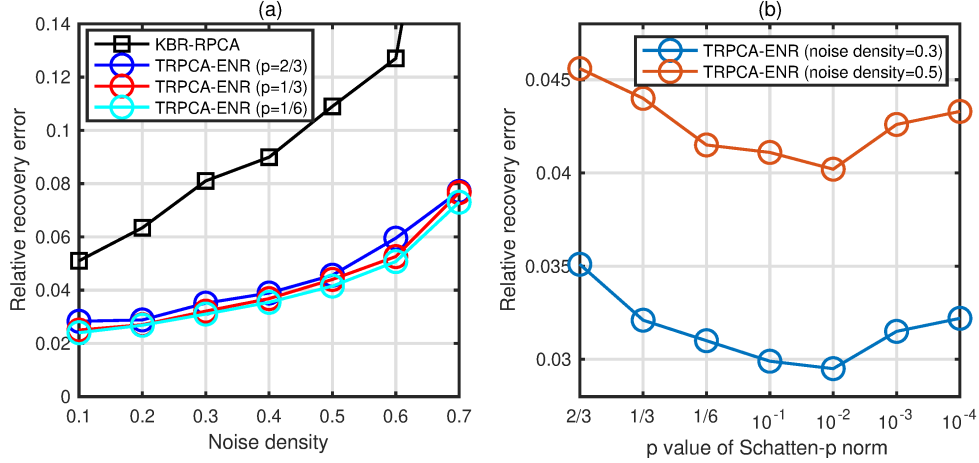 (a)
0.14
0.12
0.1
0.08
0.06
0.04
0.02
0
Relative recovery error
KBR-RPCA
TRPCA-ENR (p=2/3)
TRPCA-ENR (p=1/3)
TRPCA-ENR (p=1/6)
0.1 0.2 0.3 0.4 0.5 0.6 0.7
Noise density
(b)
0.045
0.04
0.035
0.03
Relative recovery error
TRPCA-ENR (noise density=0.3)
TRPCA-ENR (noise density=0.5)
2/3 1/3 1/6 10^-1 10^-2 10^-3 10^-4
p value of Schatten-p norm